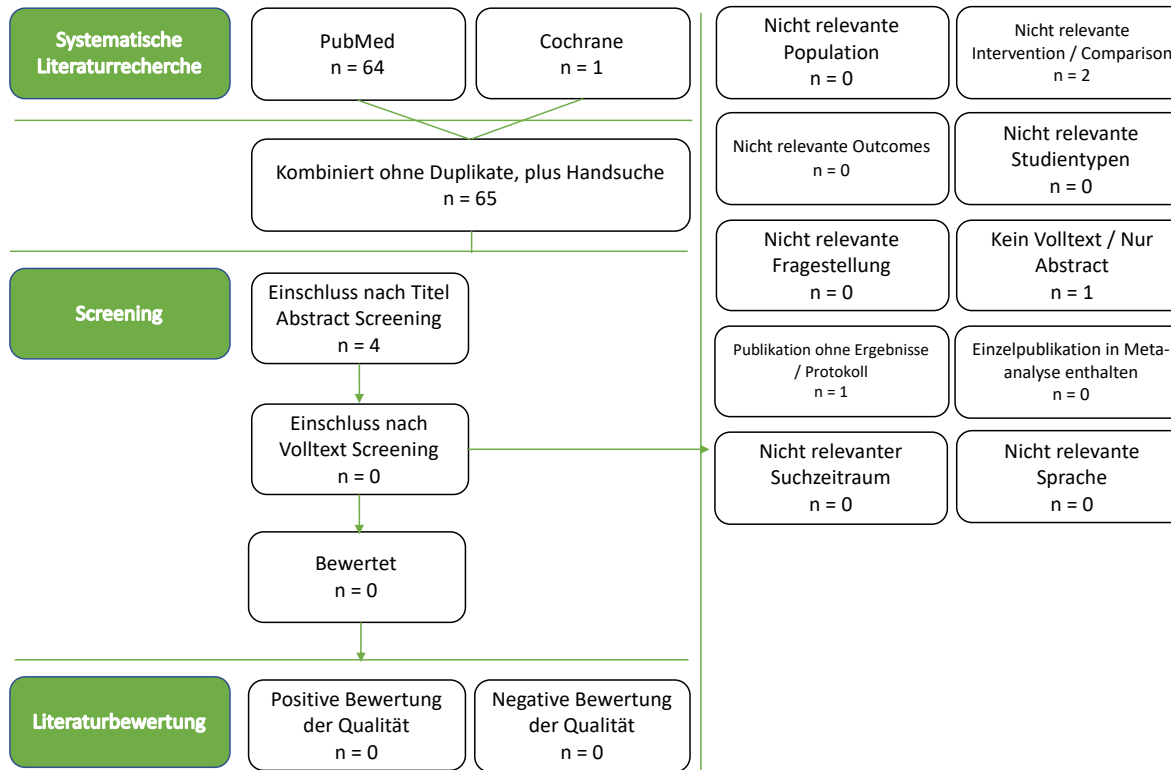 Systematische
Literaturrecherche
PubMed
n = 64
Cochrane
n = 1
Kombiniert ohne Duplikate, plus Handsuche
n = 65
Screening
Einschluss nach Titel
Abstract Screening
n = 4
Einschluss nach
Volltext Screening
n = 0
Bewertet
n = 0
Literaturbewertung
Positive Bewertung
der Qualität
n = 0
Negative Bewertung
der Qualität
n = 0
Nicht relevante
Population
n = 0
Nicht relevante
Intervention / Comparison
n = 2
Nicht relevante Outcomes
n = 0
Nicht relevante
Studientypen
n = 0
Nicht relevante
Fragestellung
n = 0
Kein Volltext / Nur
Abstract
n = 1
Publikation ohne Ergebnisse
/ Protokoll
n = 1
Einzelpublikation in Meta-
analyse enthalten
n = 0
Nicht relevanter
Suchzeitraum
n = 0
Nicht relevante
Sprache
n = 0